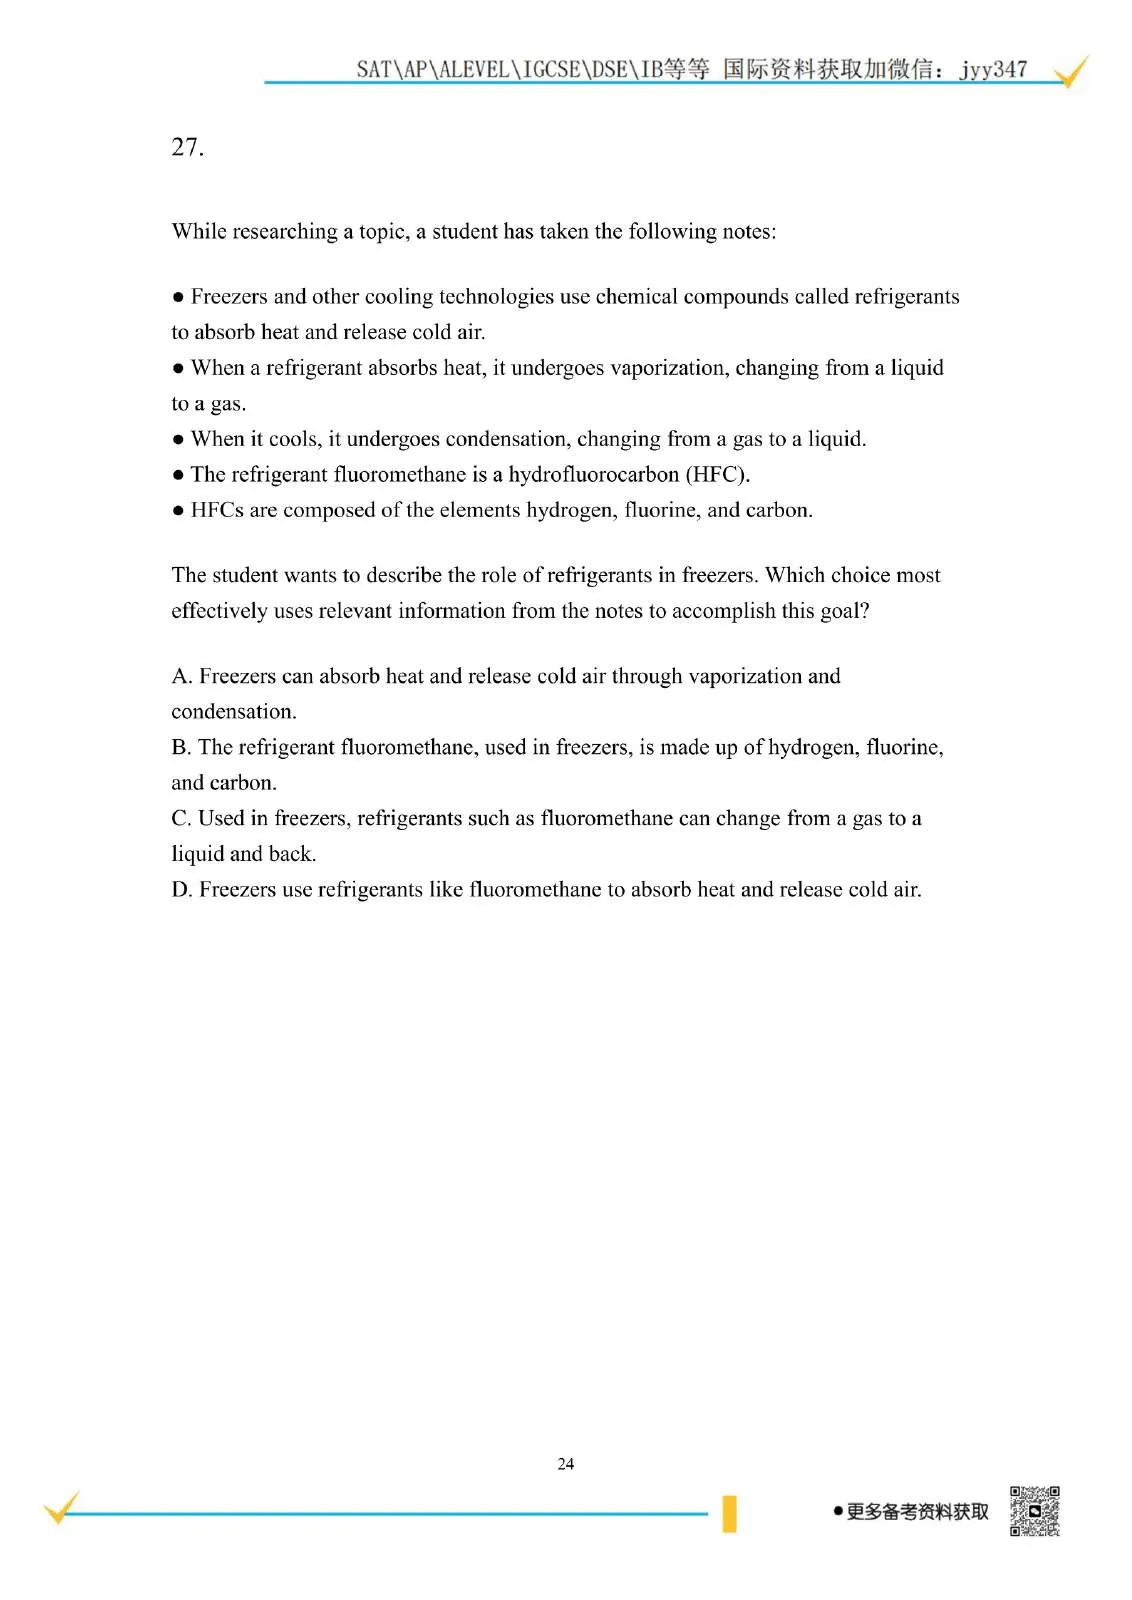 SAT\AP\ALEVEL\IGCSE\DSE\IB等等 国际资料获取加微信: jyy347
27.
While researching a topic, a student has taken the following notes:
● Freezers and other cooling technologies use chemical compounds called refrigerants
to absorb heat and release cold air.
● When a refrigerant absorbs heat, it undergoes vaporization, changing from a liquid
to a gas.
● When it cools, it undergoes condensation, changing from a gas to a liquid.
● The refrigerant fluoromethane is a hydrofluorocarbon (HFC).
● HFCs are composed of the elements hydrogen, fluorine, and carbon.
The student wants to describe the role of refrigerants in freezers. Which choice most
effectively uses relevant information from the notes to accomplish this goal?
A. Freezers can absorb heat and release cold air through vaporization and
condensation.
B. The refrigerant fluoromethane, used in freezers, is made up of hydrogen, fluorine,
and carbon.
C. Used in freezers, refrigerants such as fluoromethane can change from a gas to a
liquid and back.
D. Freezers use refrigerants like fluoromethane to absorb heat and release cold air.
24
●更多备考资料获取